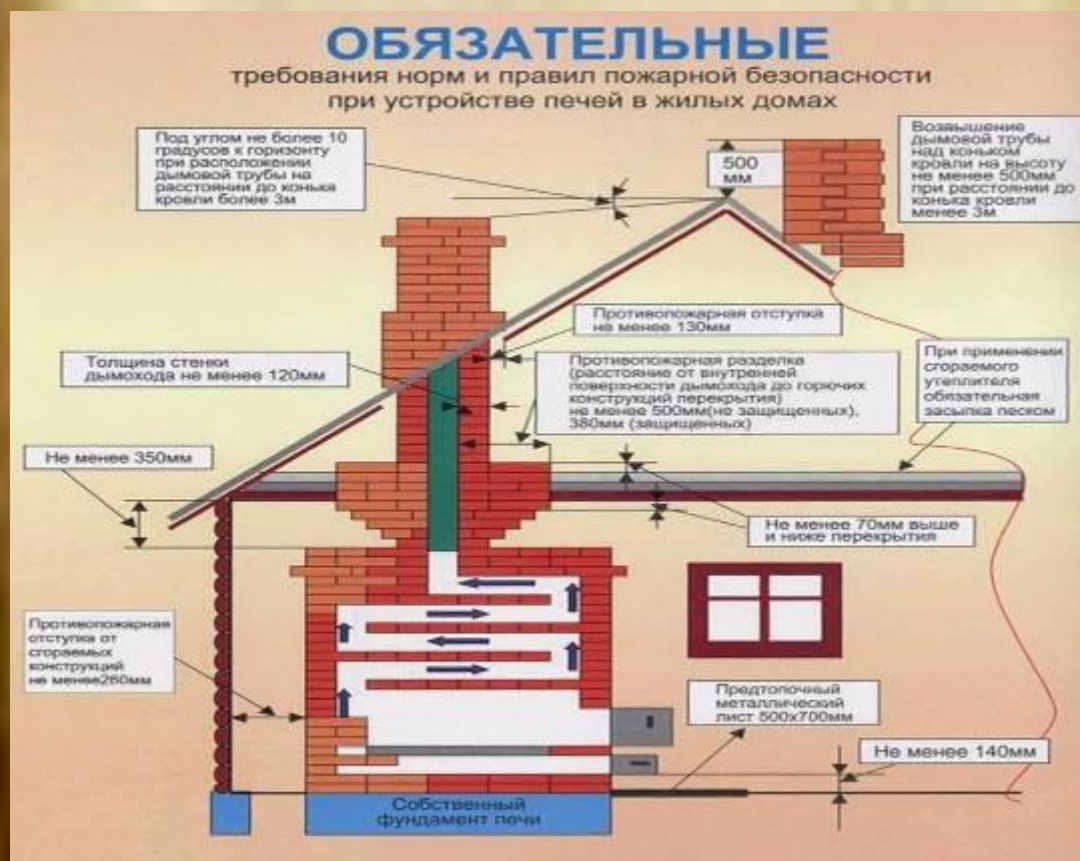 ОБЯЗАТЕЛЬНЫЕ
требования норм и правил пожарной безопасности
при устройстве печей в жилых домах
Под углом не более 10
градусов к горизонту
при расположении
дымовой трубы на
расстоянии до конька
кровли более 3м
500
мм
Возвышение
дымовой трубы
над коньком
кровли на высоту
не менее 500мм
при расстоянии до
конька кровли
менее 3м
Противопожарная отступка
не менее 130мм
Толщина стенки
дымохода не менее 120мм
Противопожарная разделка
(расстояние от внутренней
поверхности дымохода до горючих
конструкций перекрытия)
не менее 500мм(не защищенных),
380мм (защищенных)
При применении
сгораемого
утеплителя
обязательная
засыпка песком
Не менее 350мм
Не менее 70мм выше
и ниже перекрытия
Противопожарная
отступка от
сгораемых
конструкций
не менее260мм
Предтопочный
металлический
лист 500х700мм
Не менее 140мм
Собственный
фундамент печи